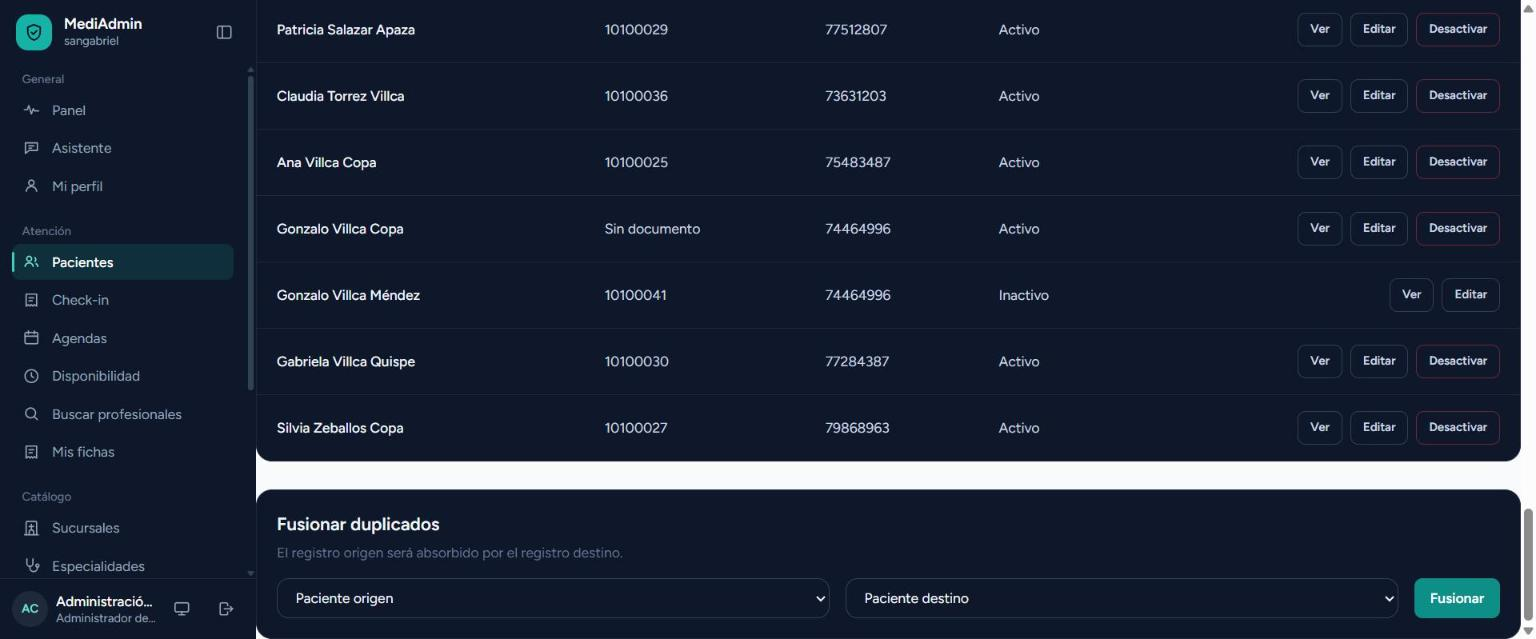 MediAdmin
sangabriel
General
Panel
Asistente
Mi perfil
Atención
Pacientes
Check-in
Agendas
Disponibilidad
Buscar profesionales
Mis fichas
Catálogo
Sucursales
Especialidades
AC
Administració...
Administrador de...
Patricia Salazar Apaza 10100029 77512807 Activo Ver Editar Desactivar
Claudia Torrez Villca 10100036 73631203 Activo Ver Editar Desactivar
Ana Villca Copa 10100025 75483487 Activo Ver Editar Desactivar
Gonzalo Villca Copa Sin documento 74464996 Activo Ver Editar Desactivar
Gonzalo Villca Méndez 10100041 74464996 Inactivo Ver Editar
Gabriela Villca Quispe 10100030 77284387 Activo Ver Editar Desactivar
Silvia Zeballos Copa 10100027 79868963 Activo Ver Editar Desactivar
Fusionar duplicados
El registro origen será absorbido por el registro destino.
Paciente origen Paciente destino Fusionar